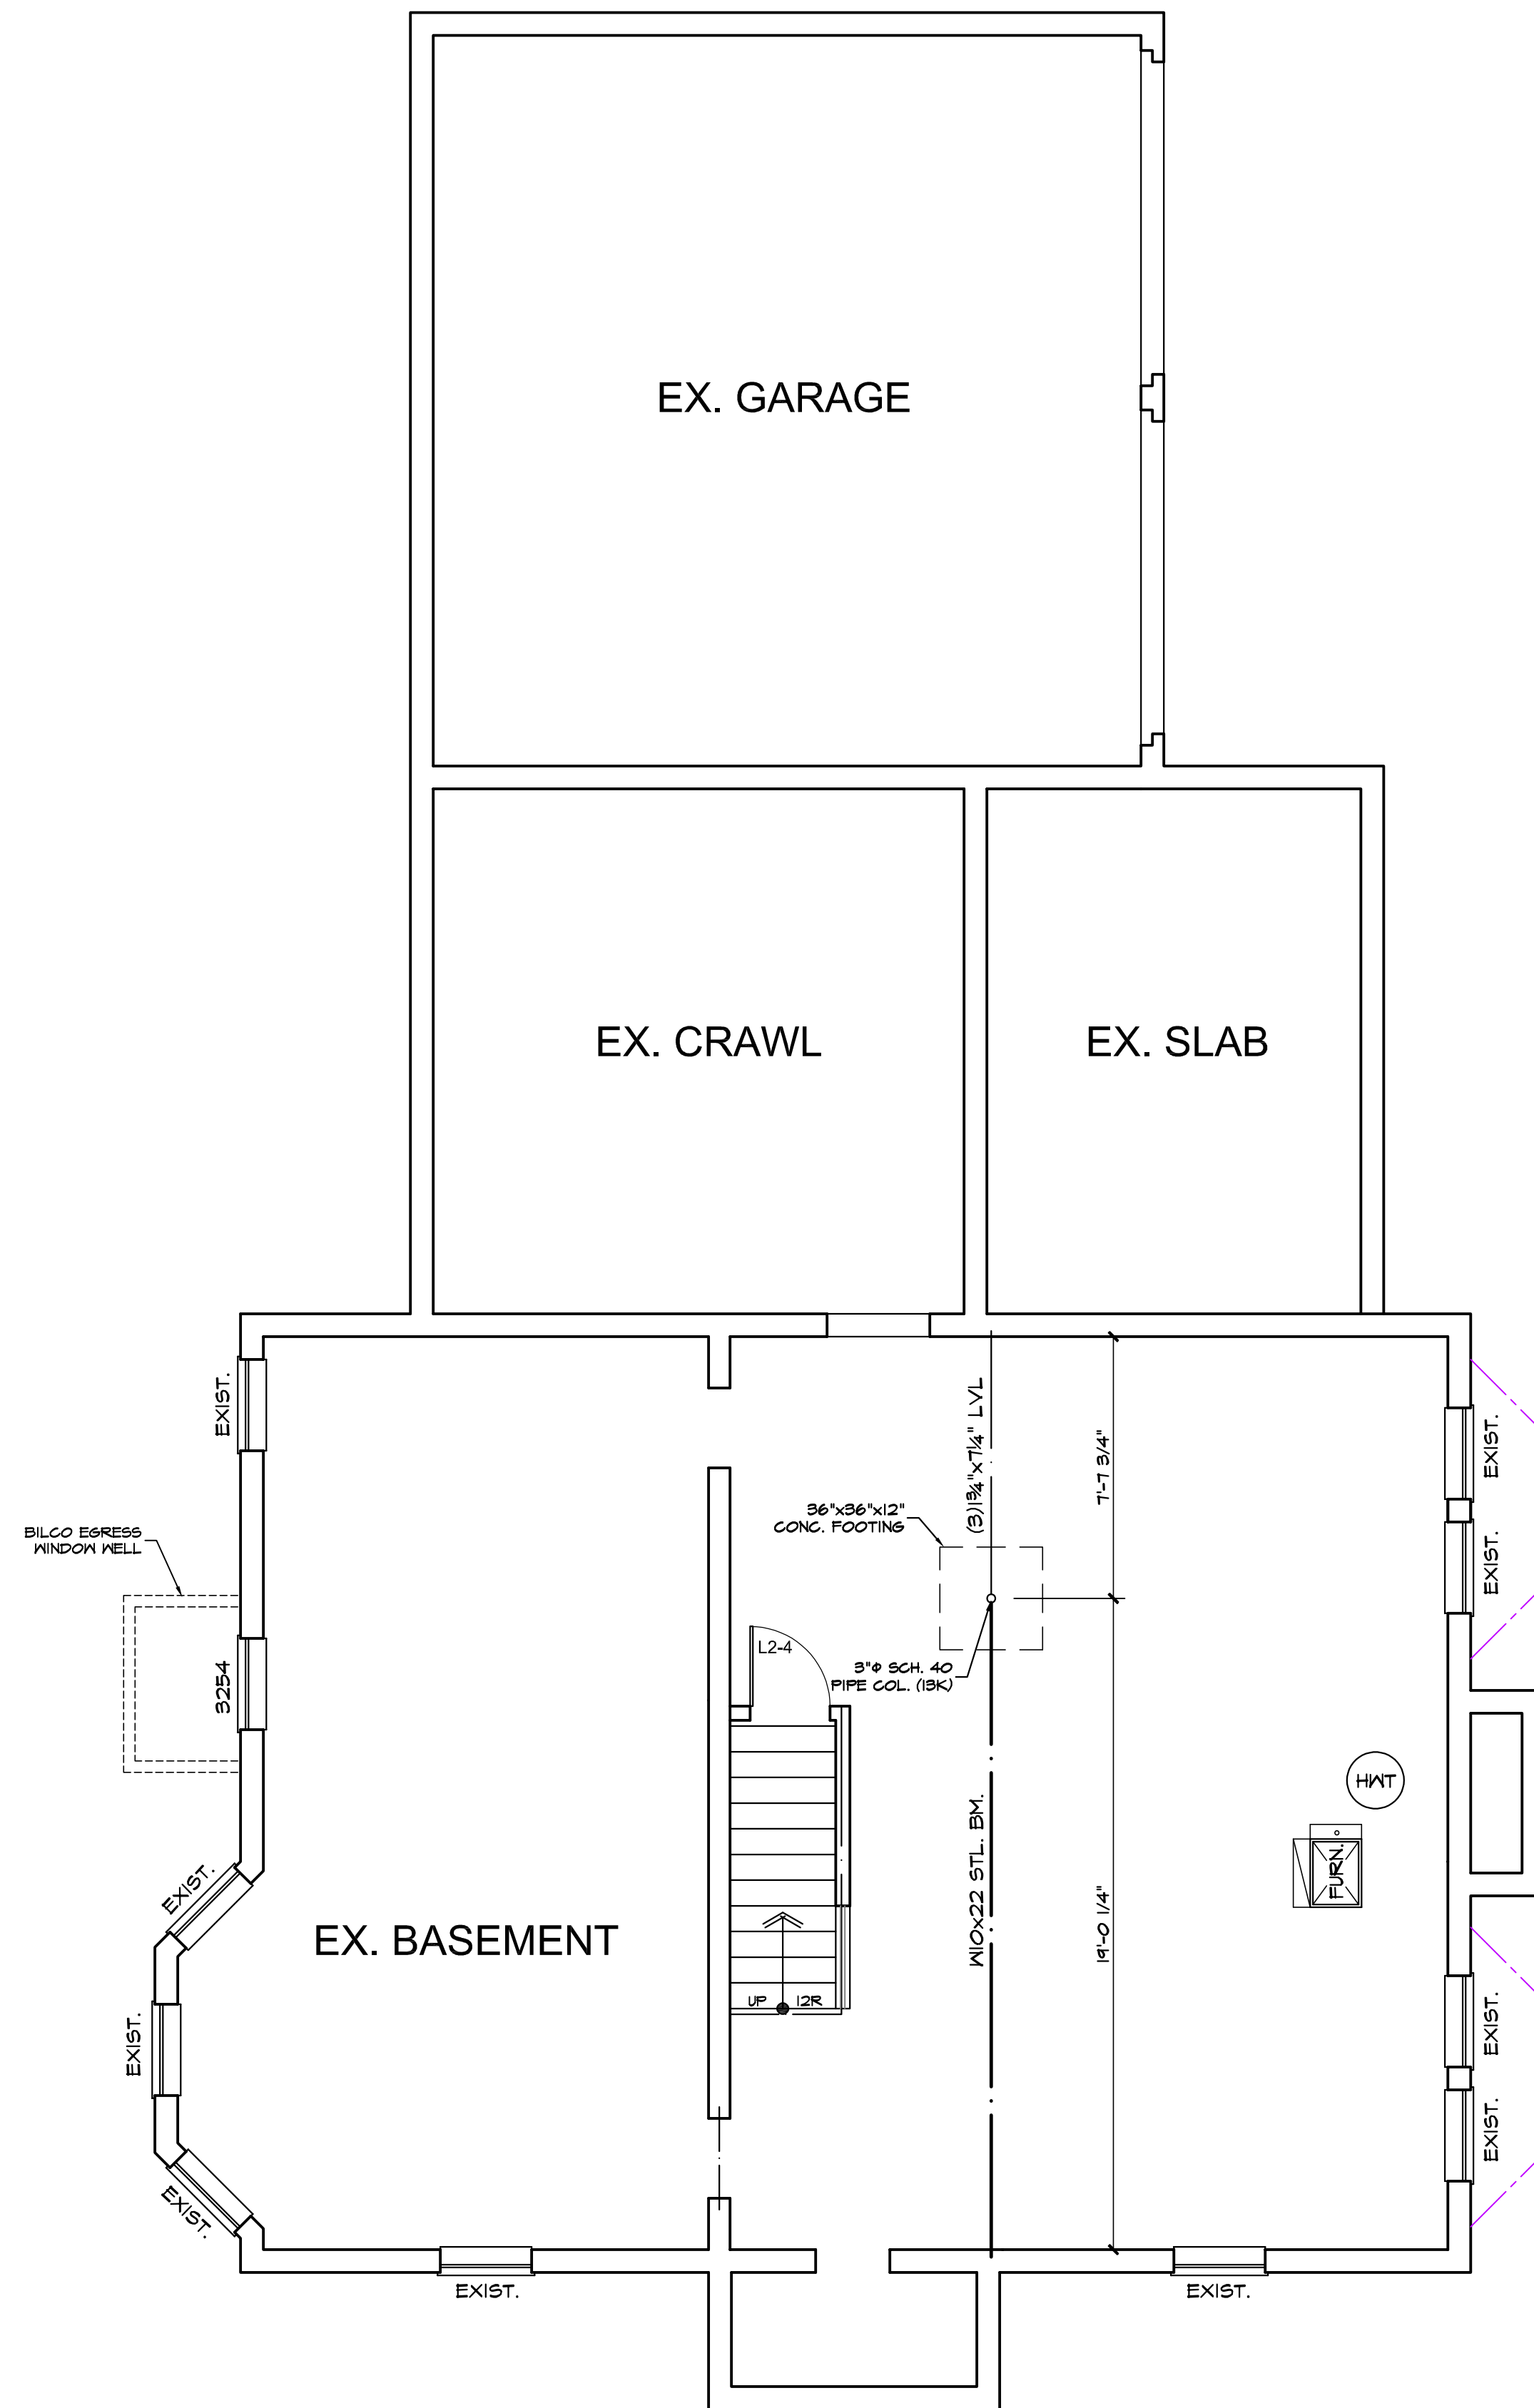 EX. GARAGE
EX. CRAWL
EX. SLAB
EXIST.
(3)1¾"x7¼" LVL
7'-7 3/4"
EXIST.
36"x36"x12"
CONC. FOOTING
BILCO EGRESS
WINDOW WELL
EXIST.
L2-4
3"Φ SCH. 40
PIPE COL. (13K)
3254
HWT
FURN.
W10x22 STL. BM.
19'-0 1/4"
EXIST.
EX. BASEMENT
UP
12R
EXIST.
EXIST.
EXIST.
EXIST.
EXIST.
EXIST.